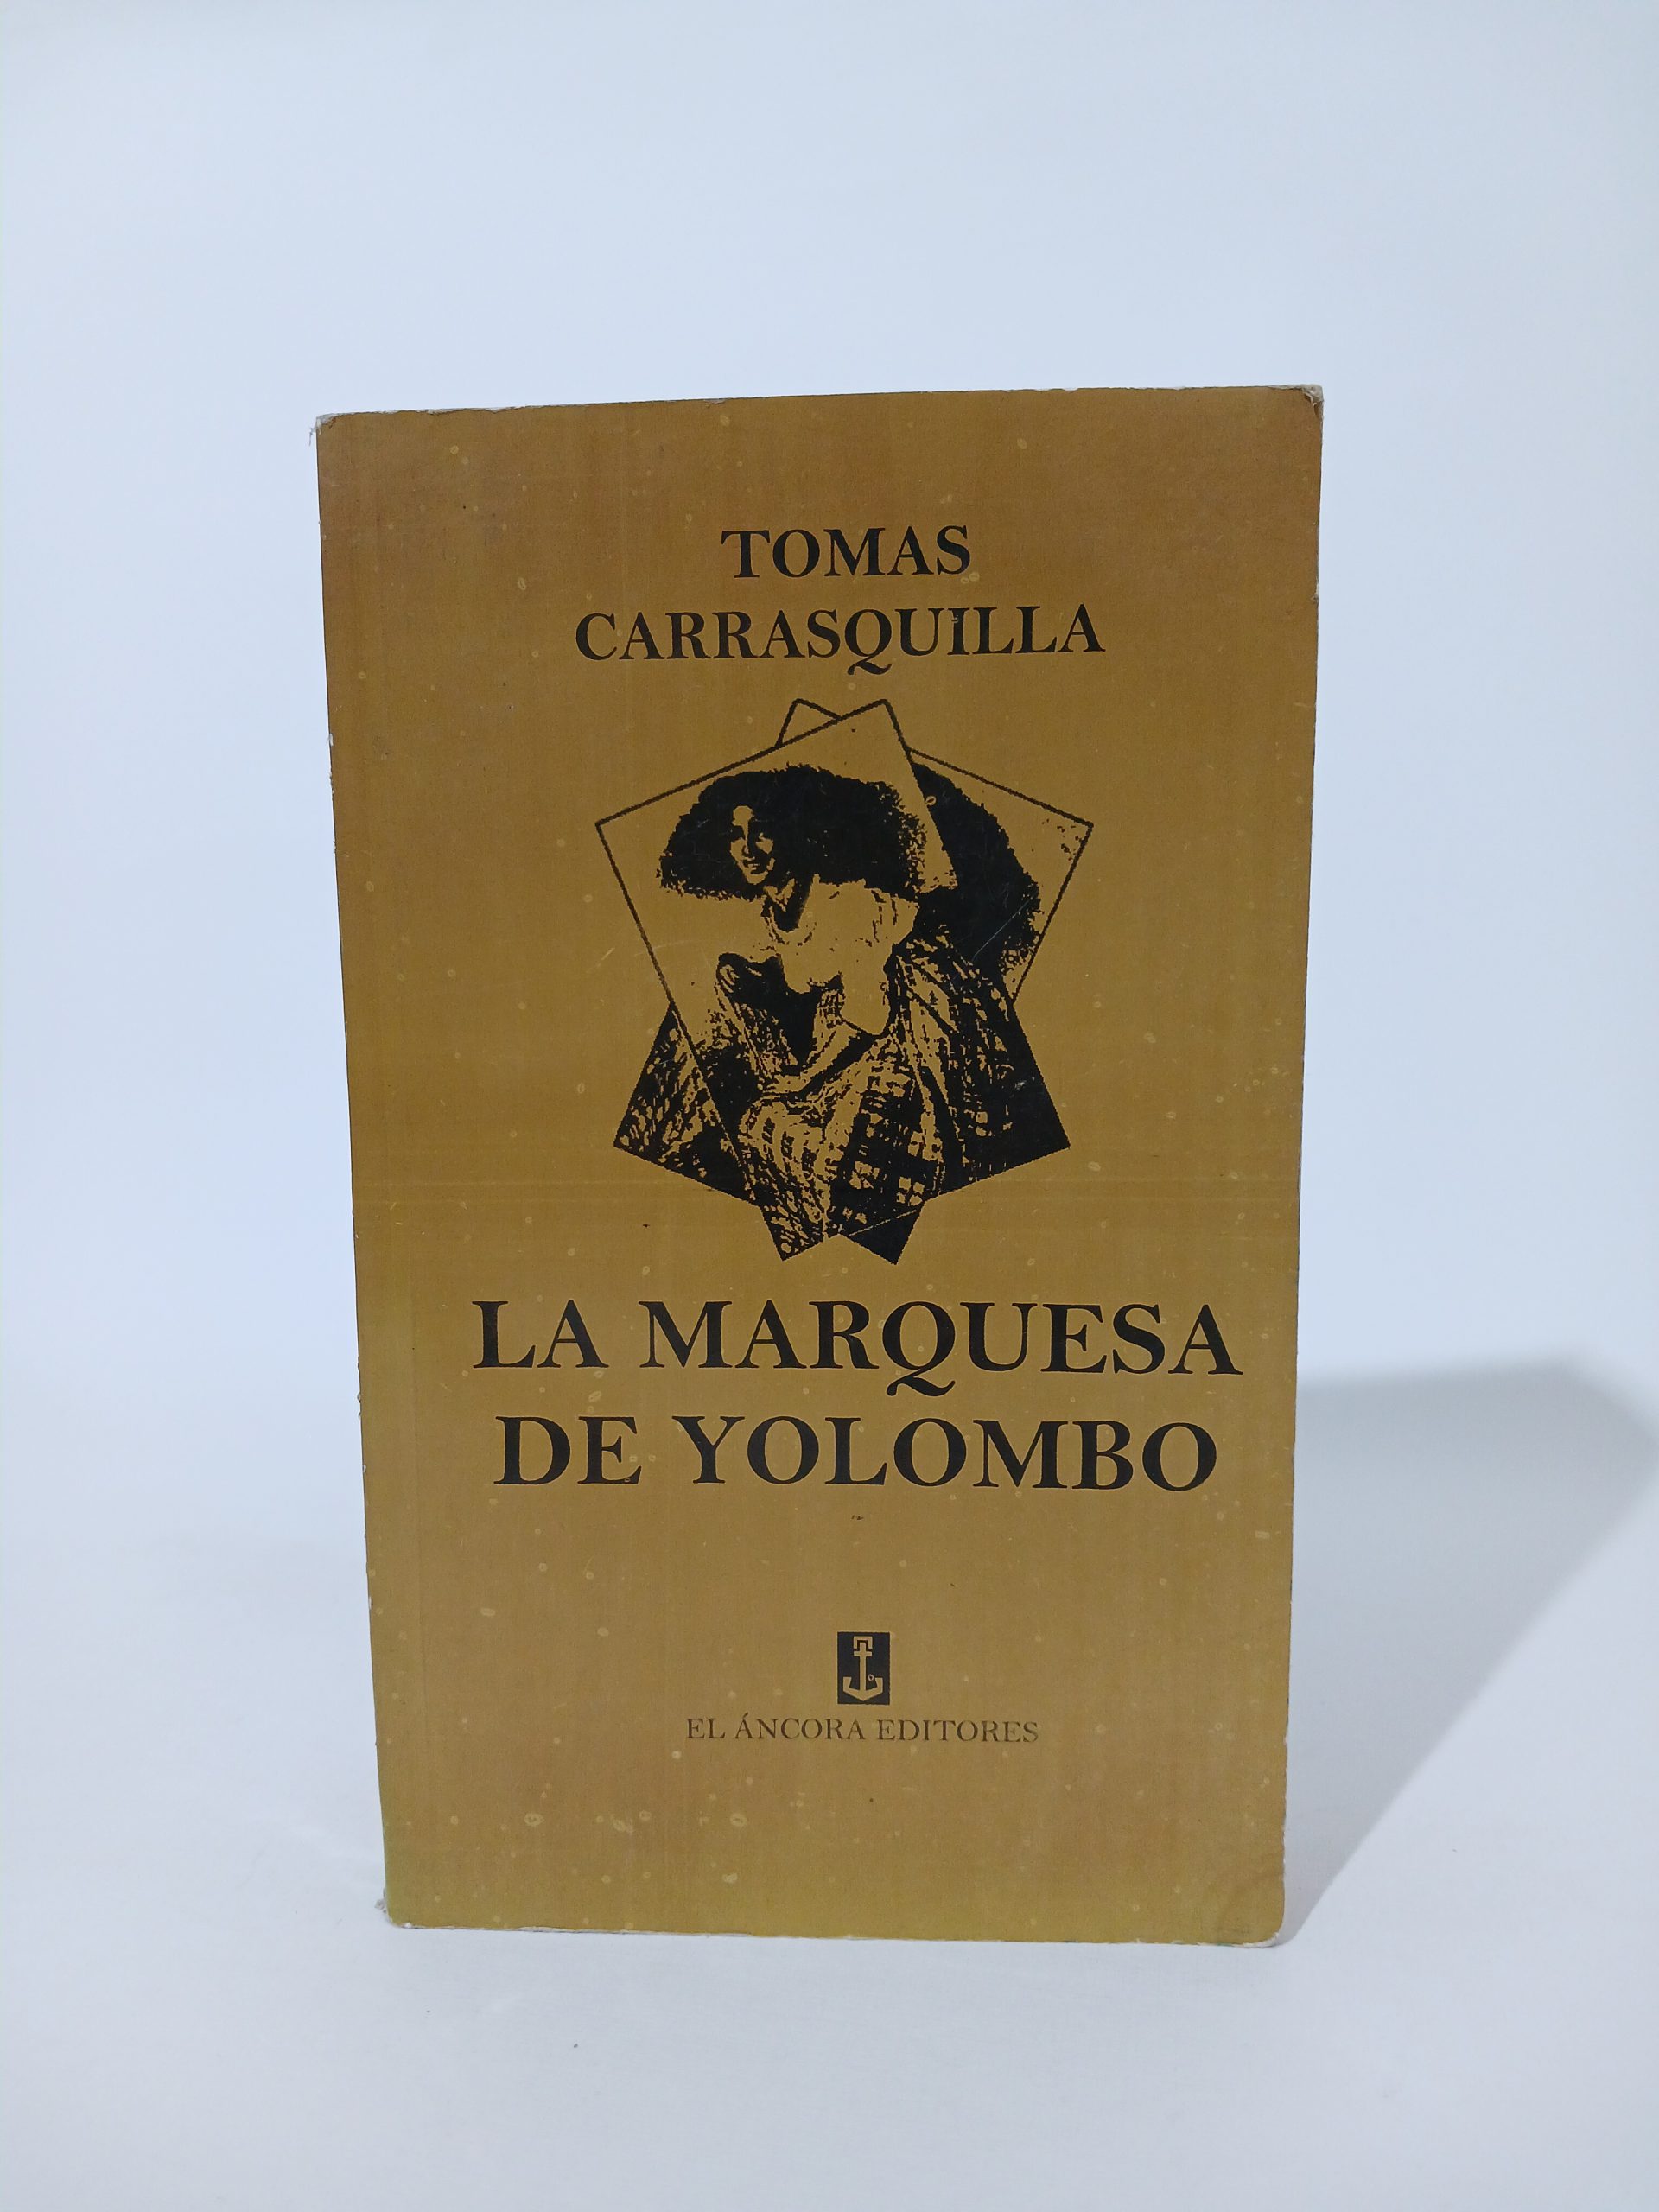 TOMAS
CARRASQUILLA
LA MARQUESA
DE YOLOMBO
EL ÁNCORA EDITORES